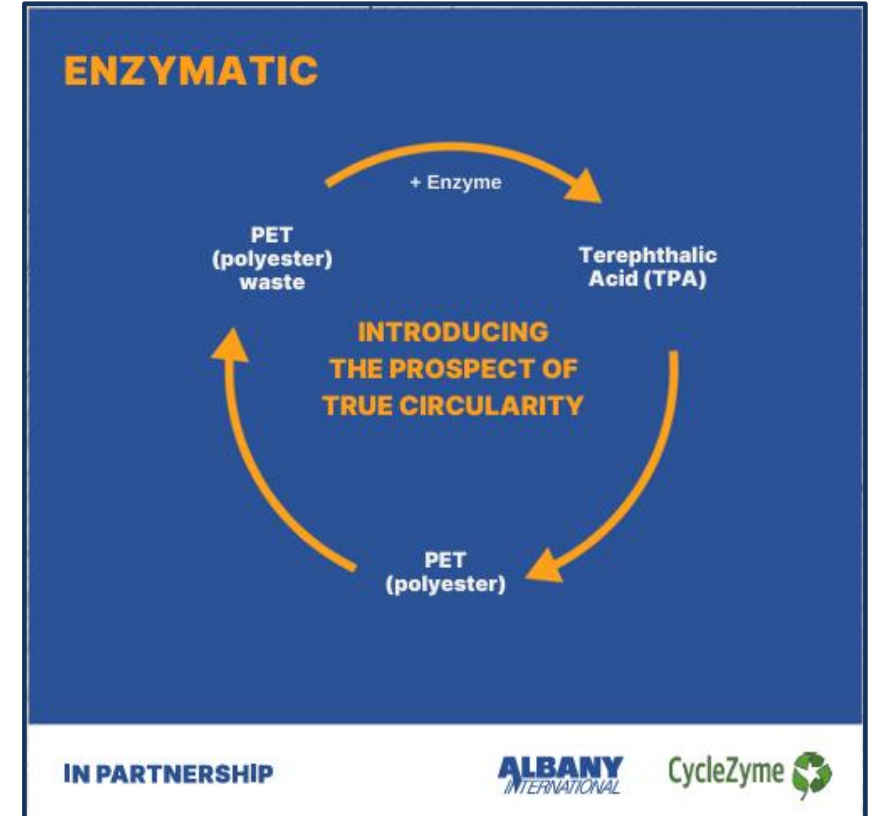 ENZYMATIC
+ Enzyme
PET
(polyester)
waste
Terephthalic
Acid (TPA)
INTRODUCING
THE PROSPECT OF
TRUE CIRCULARITY
PET
(polyester)
IN PARTNERSHIP
ALBANY
INTERNATIONAL
CycleZyme